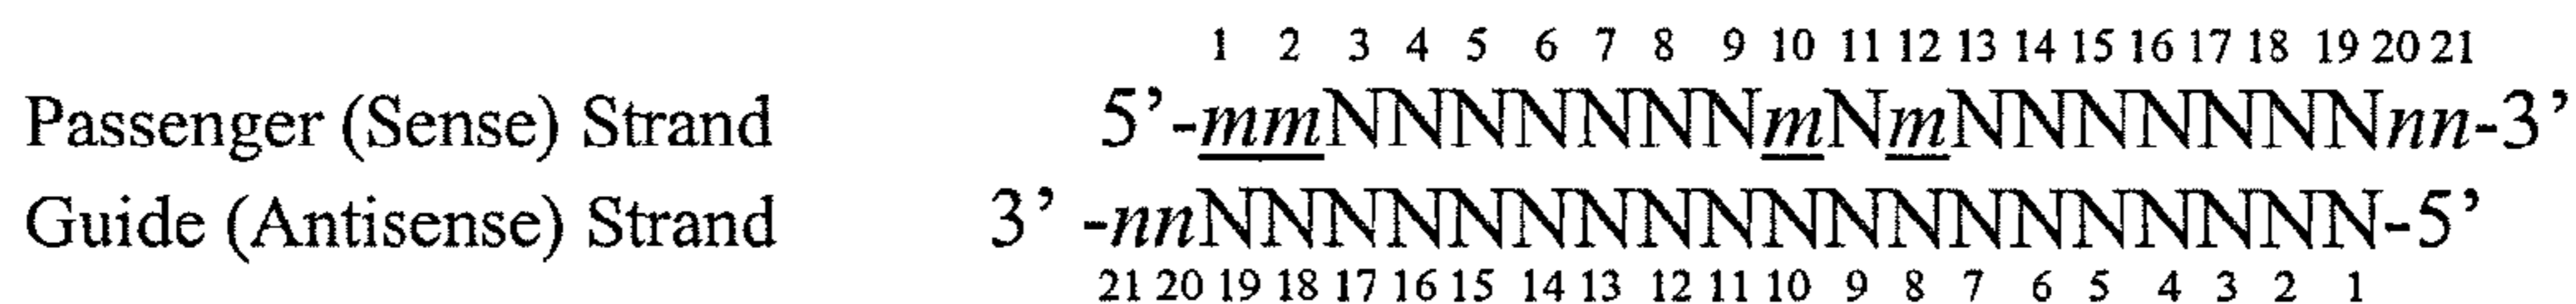 1 2 3 4 5 6 7 8 9 10 11 12 13 14 15 16 17 18 19 20 21
Passenger (Sense) Strand 5’-mmNNNNNNNmNmNNNNNNNnn-3’
Guide (Antisense) Strand 3’ -nnNNNNNNNNNNNNNNNNNNN-5’
21 20 19 18 17 16 15 14 13 12 11 10 9 8 7 6 5 4 3 2 1